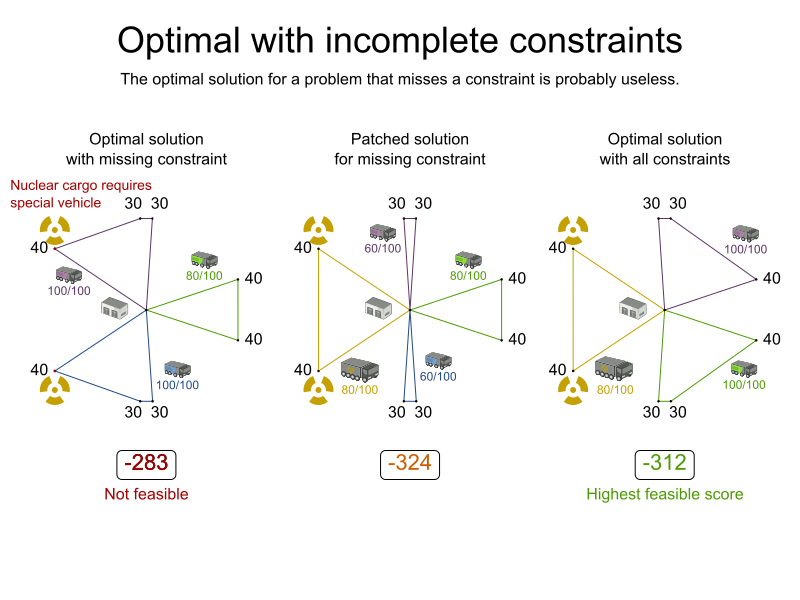 Optimal with incomplete constraints
The optimal solution for a problem that misses a constraint is probably useless.
Optimal solution
with missing constraint
Nuclear cargo requires
special vehicle
30 30
40
100/100
80/100
40
40
40
100/100
30 30
-283
Not feasible
Patched solution
for missing constraint
30 30
40
60/100
80/100
40
40
40
80/100
60/100
30 30
-324
Optimal solution
with all constraints
30 30
40
100/100
40
40
40
80/100
100/100
30 30
-312
Highest feasible score